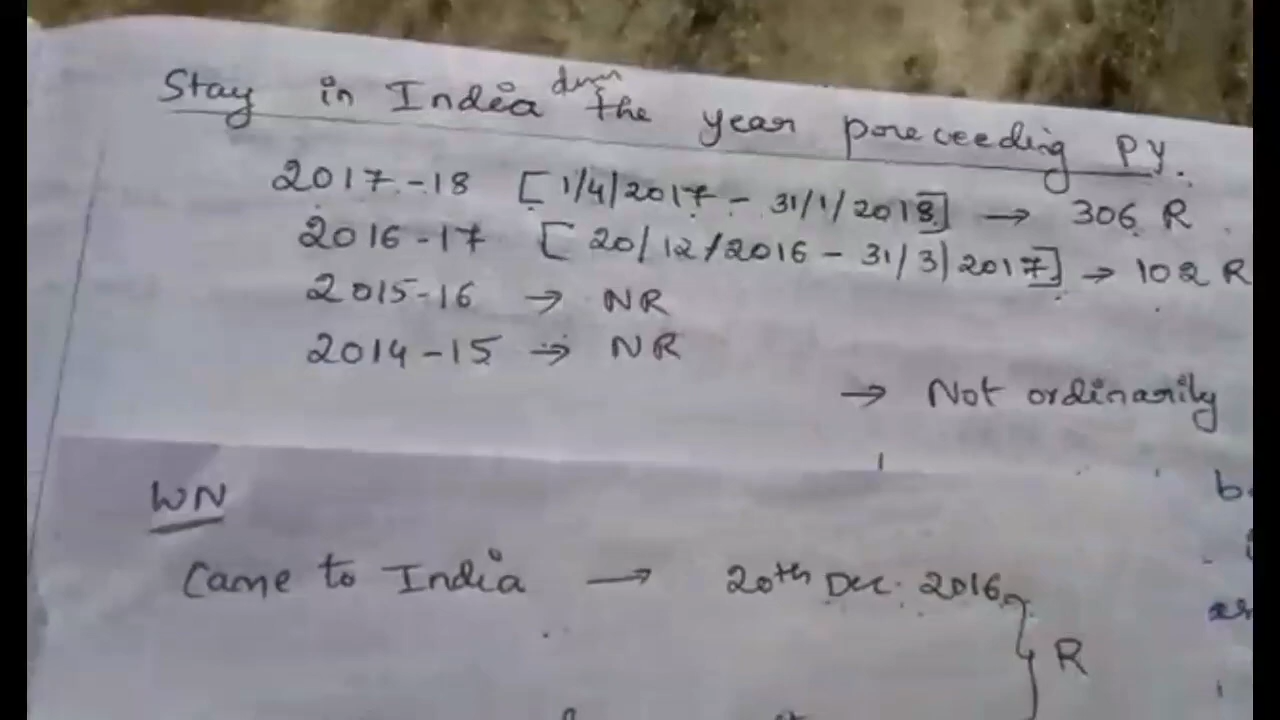 Stay in India during the year poreceeding PY.
2017-18 [1/4/2017 - 31/1/2018] → 306 R
2016-17 [20/12/2016 - 31/3/2017] → 102 R
2015-16 → NR
2014-15 → NR
→ Not ordinarily
WN
Came to India → 20th Dec. 2016
R